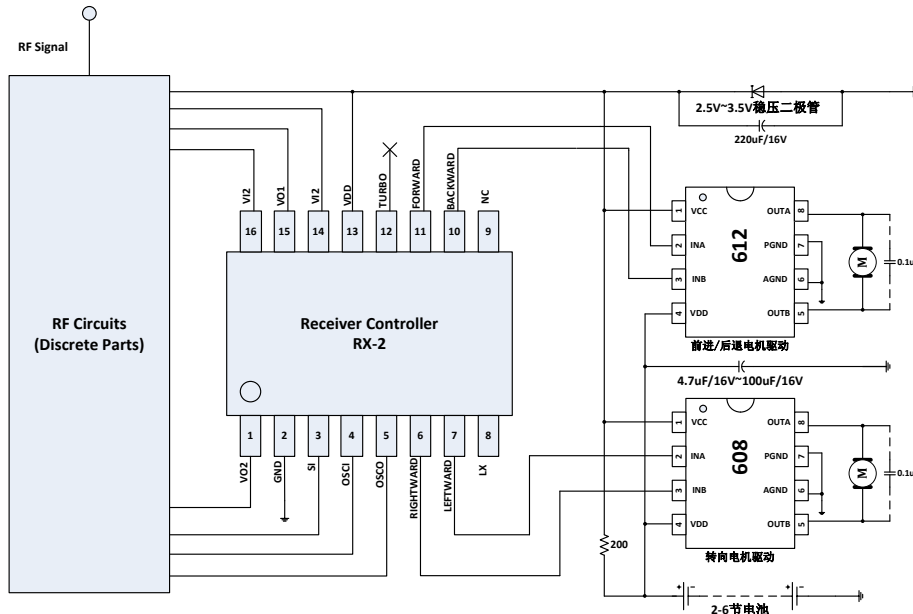 RF Signal
2.5V~3.5V稳压二极管
220uF/16V
VI2
VO1
VI2
VDD
TURBO
FORWARD
BACKWARD
NC
16
15
14
13
12
11
10
9
RF Circuits
(Discrete Parts)
Receiver Controller
RX-2
1
2
3
4
5
6
7
8
VO2
GND
SI
OSCI
OSCO
RIGHTWARD
LEFTWARD
LX
1
VCC
OUTA
8
2
INA
PGND
7
612
3
INB
AGND
6
4
VDD
OUTB
5
M
0.1u
前进/后退电机驱动
4.7uF/16V~100uF/16V
1
VCC
OUTA
8
2
INA
PGND
7
608
3
INB
AGND
6
4
VDD
OUTB
5
M
0.1u
转向电机驱动
200
+ -
+ -
2-6节电池